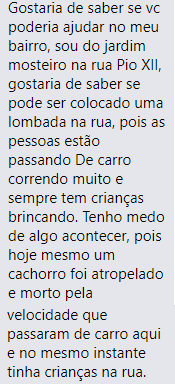 Gostaria de saber se vc
poderia ajudar no meu
bairro, sou do jardim
mosteiro na rua Pio XII,
gostaria de saber se
pode ser colocado uma
lombada na rua, pois as
pessoas estão
passando De carro
correndo muito e
sempre tem crianças
brincando. Tenho medo
de algo acontecer, pois
hoje mesmo um
cachorro foi atropelado
e morto pela
velocidade que
passaram de carro aqui
e no mesmo instante
tinha crianças na rua.